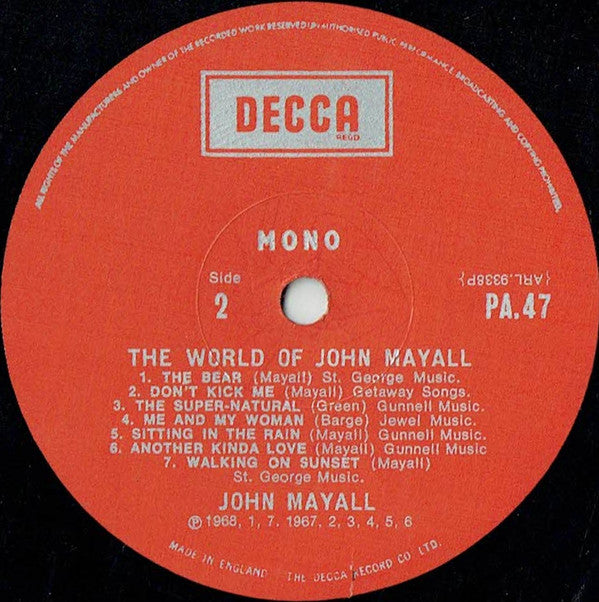 ALL RIGHTS OF THE MANUFACTURERS AND OWNER OF THE RECORDED WORK RESERVED. UNAUTHORISED PUBLIC PERFORMANCE, BROADCASTING AND COPYING PROHIBITED.
DECCA
REGD
MONO
Side
2
{ARL.9338P}
PA.47
THE WORLD OF JOHN MAYALL
1. THE BEAR (Mayall) St. George Music.
2. DON'T KICK ME (Mayall) Getaway Songs.
3. THE SUPER-NATURAL (Green) Gunnell Music.
4. ME AND MY WOMAN (Barge) Jewel Music.
5. SITTING IN THE RAIN (Mayall) Gunnell Music.
6. ANOTHER KINDA LOVE (Mayall) Gunnell Music
7. WALKING ON SUNSET (Mayall)
St. George Music.
JOHN MAYALL
℗ 1968, 1, 7. 1967, 2, 3, 4, 5, 6
MADE IN ENGLAND THE DECCA RECORD CO. LTD.